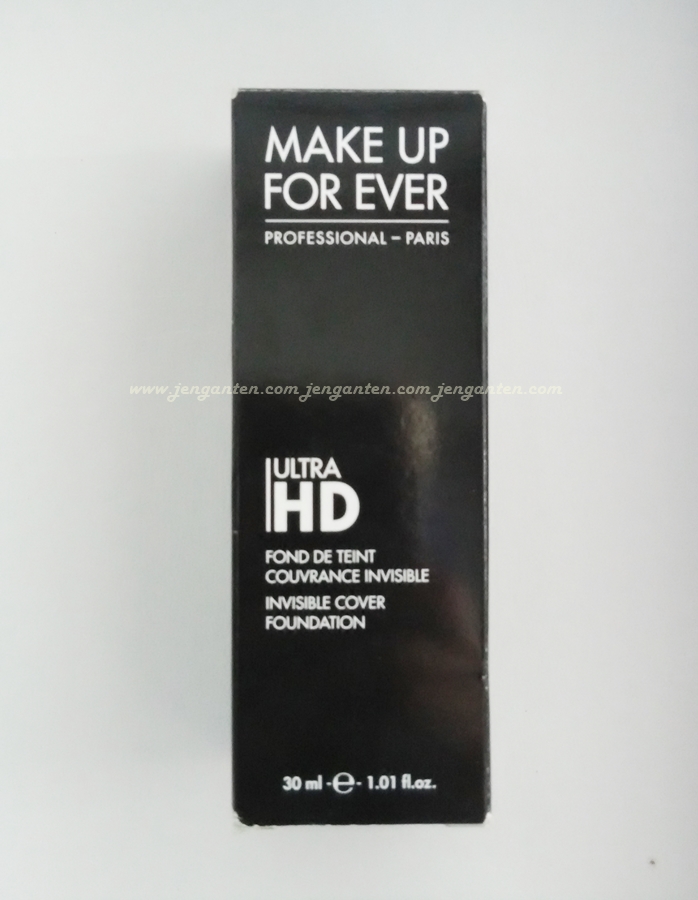 MAKE UP
FOR EVER
PROFESSIONAL – PARIS
www.jenganten.com jenganten.com jenganten.com
ULTRA
HD
FOND DE TEINT
COUVRANCE INVISIBLE
INVISIBLE COVER
FOUNDATION
30 ml - ℮ - 1.01 fl.oz.